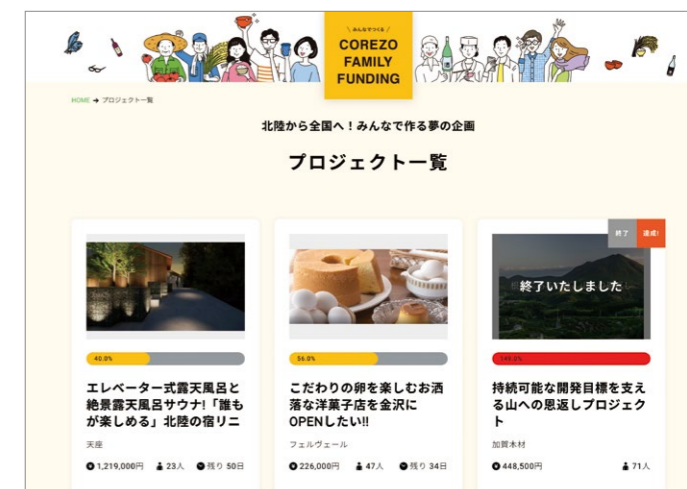 \ みんなでつくる /
COREZO
FAMILY
FUNDING
HOME ➔ プロジェクト一覧
北陸から全国へ！みんなで作る夢の企画
プロジェクト一覧
40.0%
エレベーター式露天風呂と
絶景露天風呂サウナ!「誰も
が楽しめる」北陸の宿リニ
天座
1,219,000円 23人 残り 50日
56.0%
こだわりの卵を楽しむお洒
落な洋菓子店を金沢に
OPENしたい!!
フェルヴェール
226,000円 47人 残り 34日
終了 達成!
終了いたしました
149.0%
持続可能な開発目標を支え
る山への恩返しプロジェク
ト
加賀木材
448,500円 71人